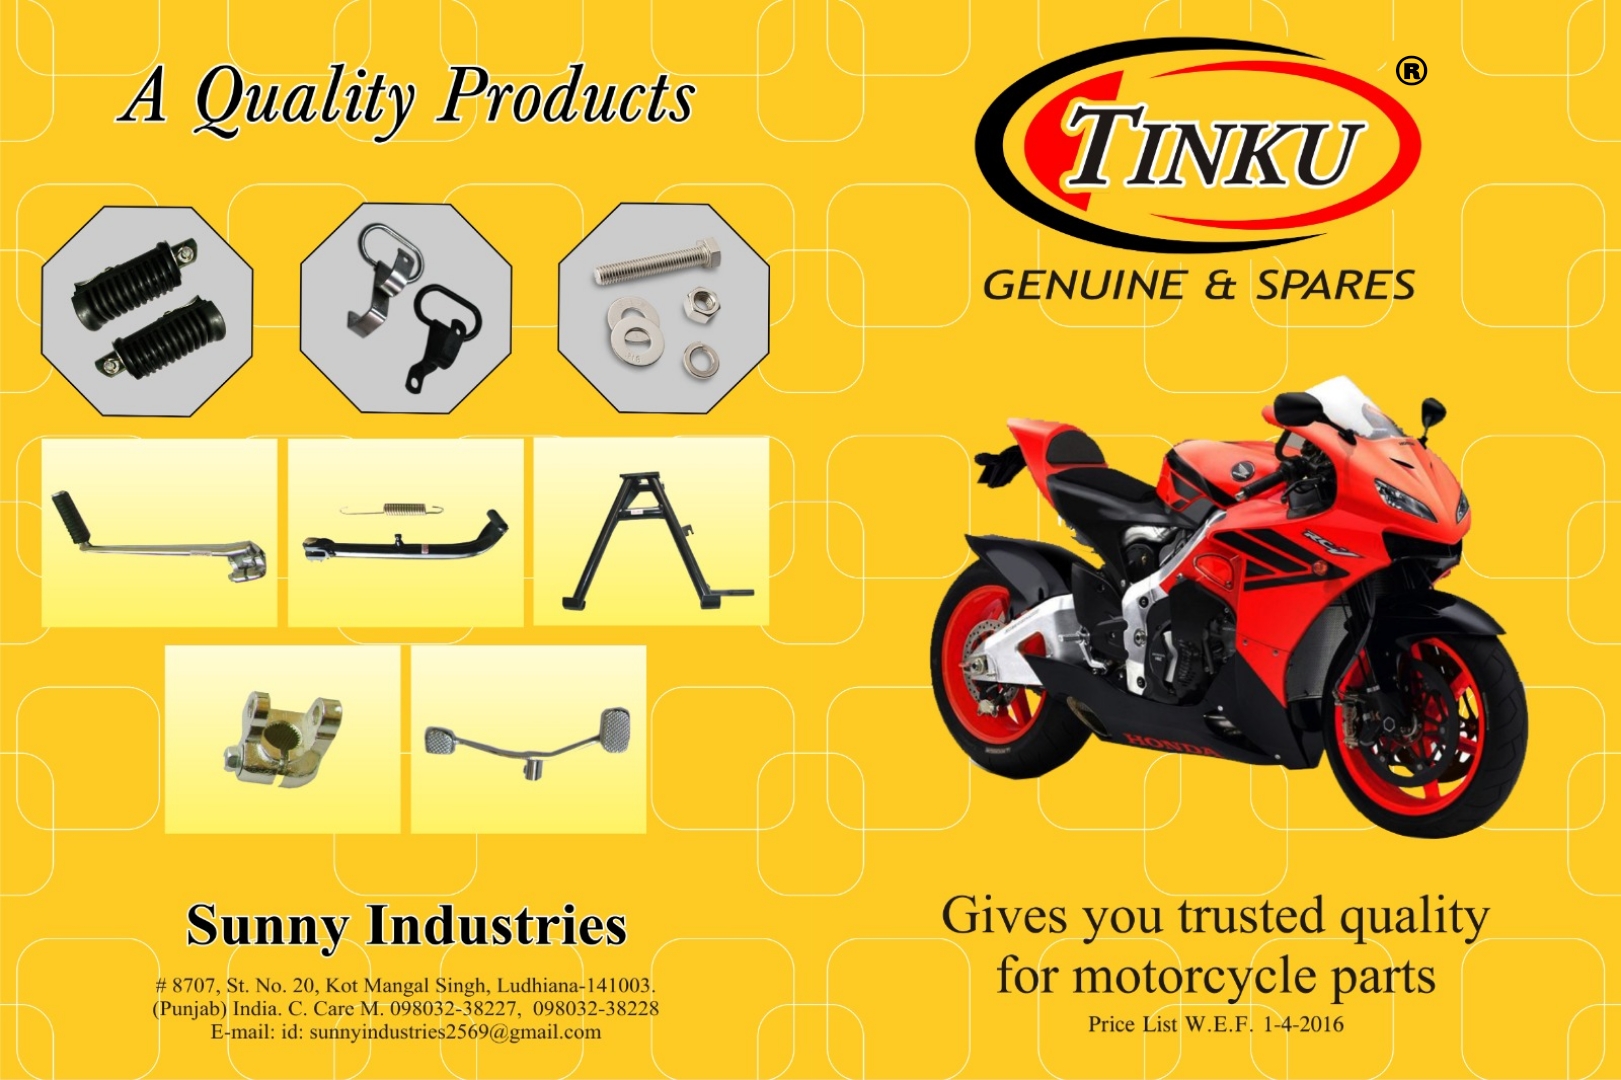 A Quality Products
Sunny Industries
# 8707, St. No. 20, Kot Mangal Singh, Ludhiana-141003.
(Punjab) India. C. Care M. 098032-38227, 098032-38228
E-mail: id: sunnyindustries2569@gmail.com
TINKU ®
GENUINE & SPARES
HONDA
Gives you trusted quality
for motorcycle parts
Price List W.E.F. 1-4-2016